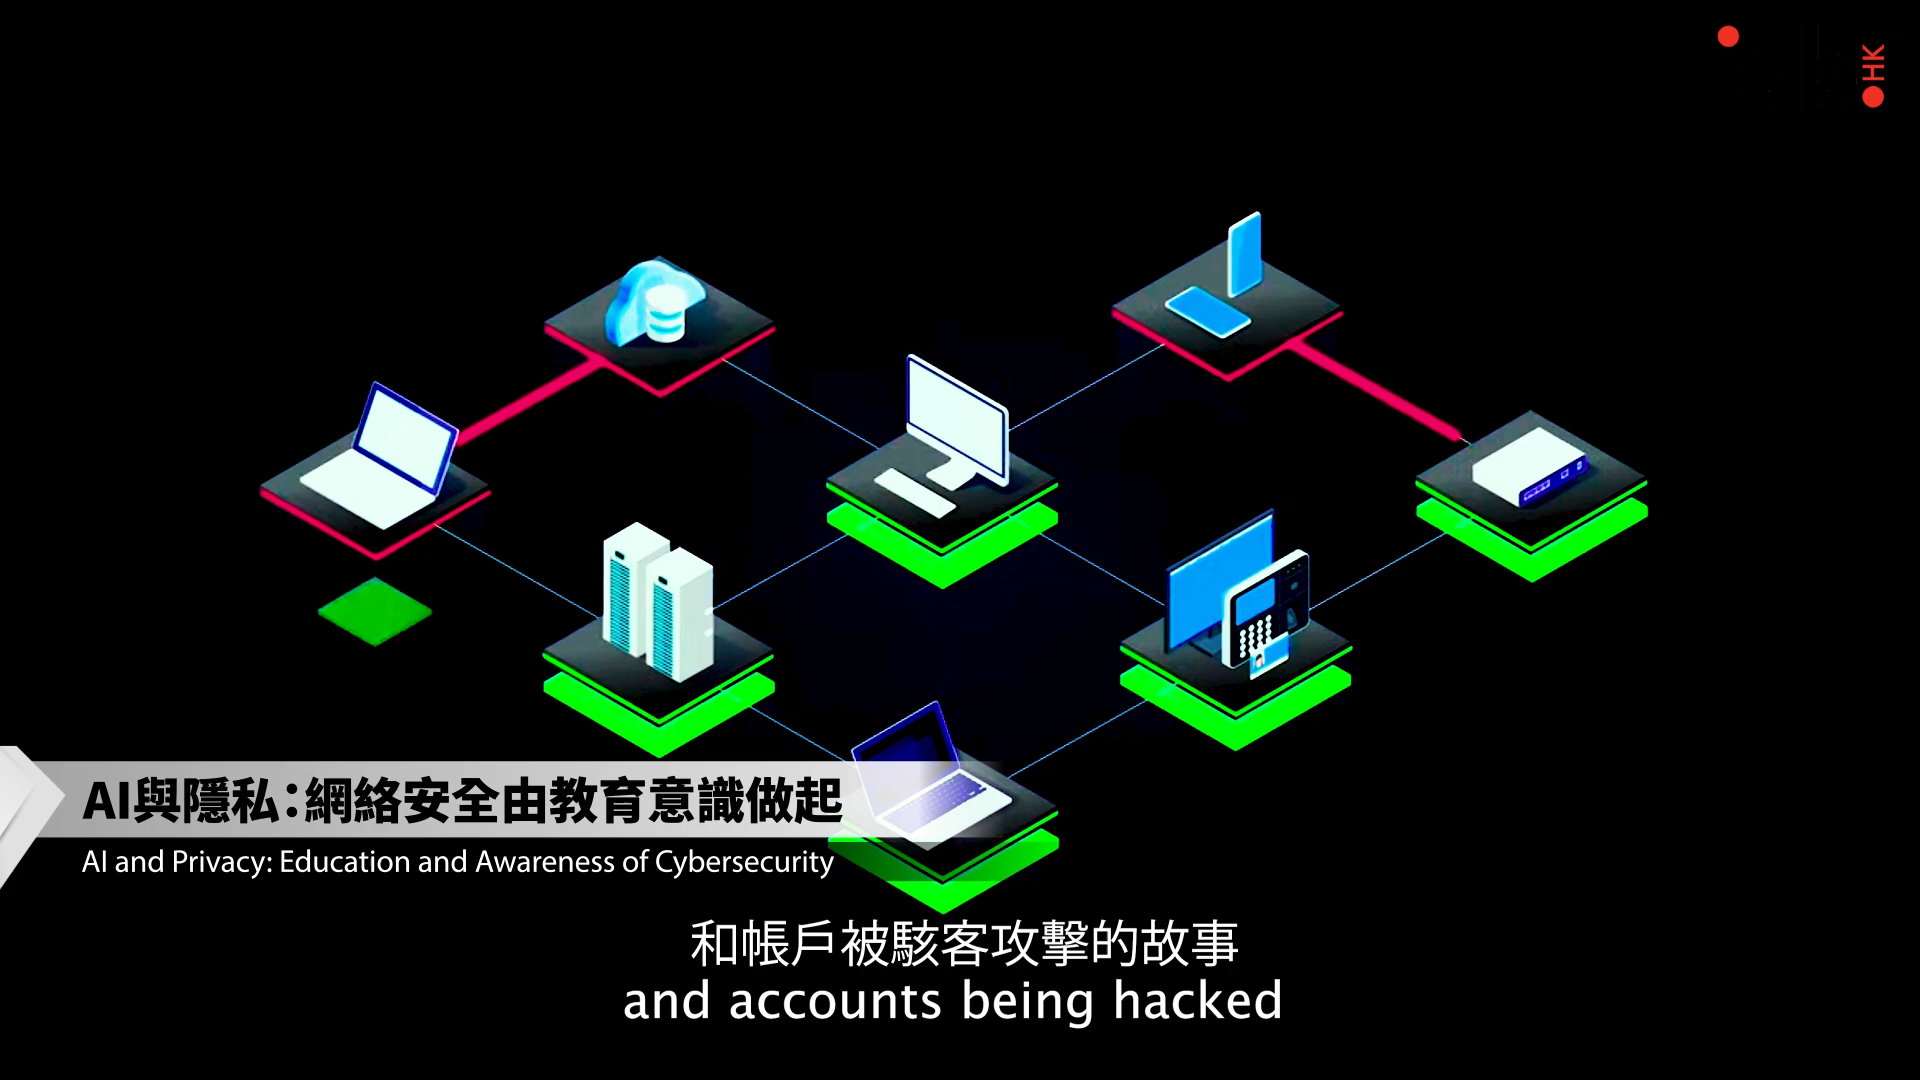 HK
AI與隱私：網絡安全由教育意識做起
AI and Privacy: Education and Awareness of Cybersecurity
和帳戶被駭客攻擊的故事
and accounts being hacked